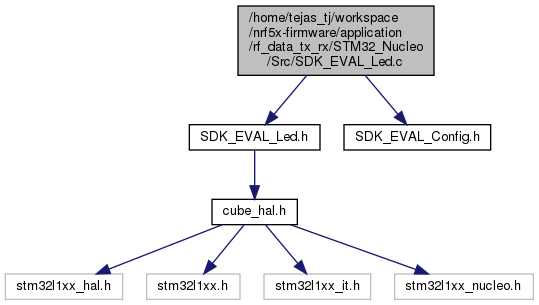 /home/tejas_tj/workspace
/nrf5x-firmware/application
/rf_data_tx_rx/STM32_Nucleo
/Src/SDK_EVAL_Led.c
SDK_EVAL_Led.h
SDK_EVAL_Config.h
cube_hal.h
stm32l1xx_hal.h
stm32l1xx.h
stm32l1xx_it.h
stm32l1xx_nucleo.h